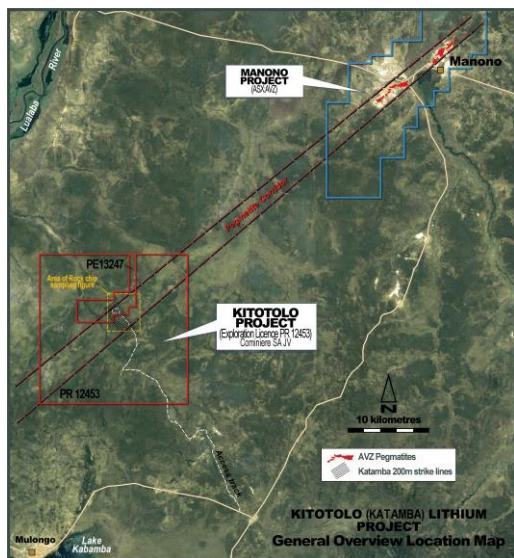 Lualaba
River
MANONO
PROJECT
(ASX:AVZ)
Manono
Pegmatite Corridor
PE13247
Area of Rock chip
sampling figure
KITOTOLO
PROJECT
(Exploration Licence PR 12453)
Cominiere SA JV
PR 12453
N
10 kilometres
AVZ Pegmatites
Katamba 200m strike lines
Access track
KITOTOLO (KATAMBA) LITHIUM
PROJECT
General Overview Location Map
Mulongo
Lake
Kabamba